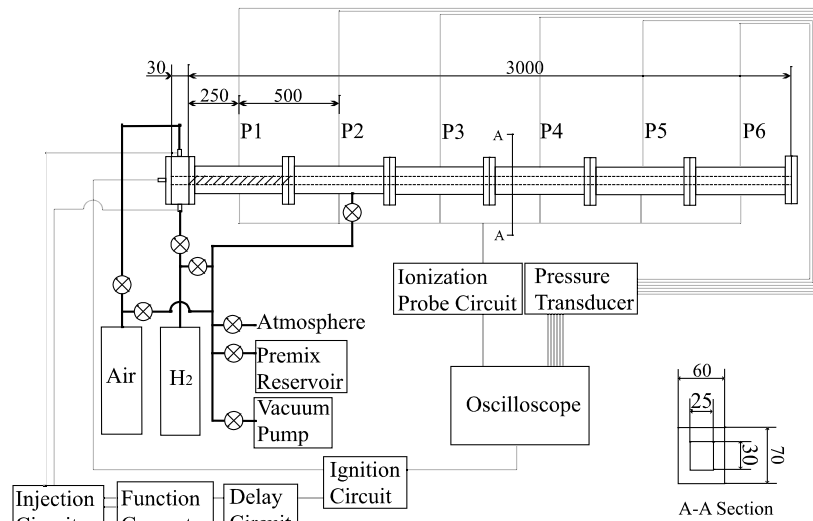 30
3000
250
500
P1
P2
P3
P4
P5
P6
A
A
Ionization
Probe Circuit
Pressure
Transducer
Atmosphere
Premix
Reservoir
Vacuum
Pump
Air
H2
Oscilloscope
60
25
30
70
A-A Section
Ignition
Circuit
Injection
Function
Delay
Circuit